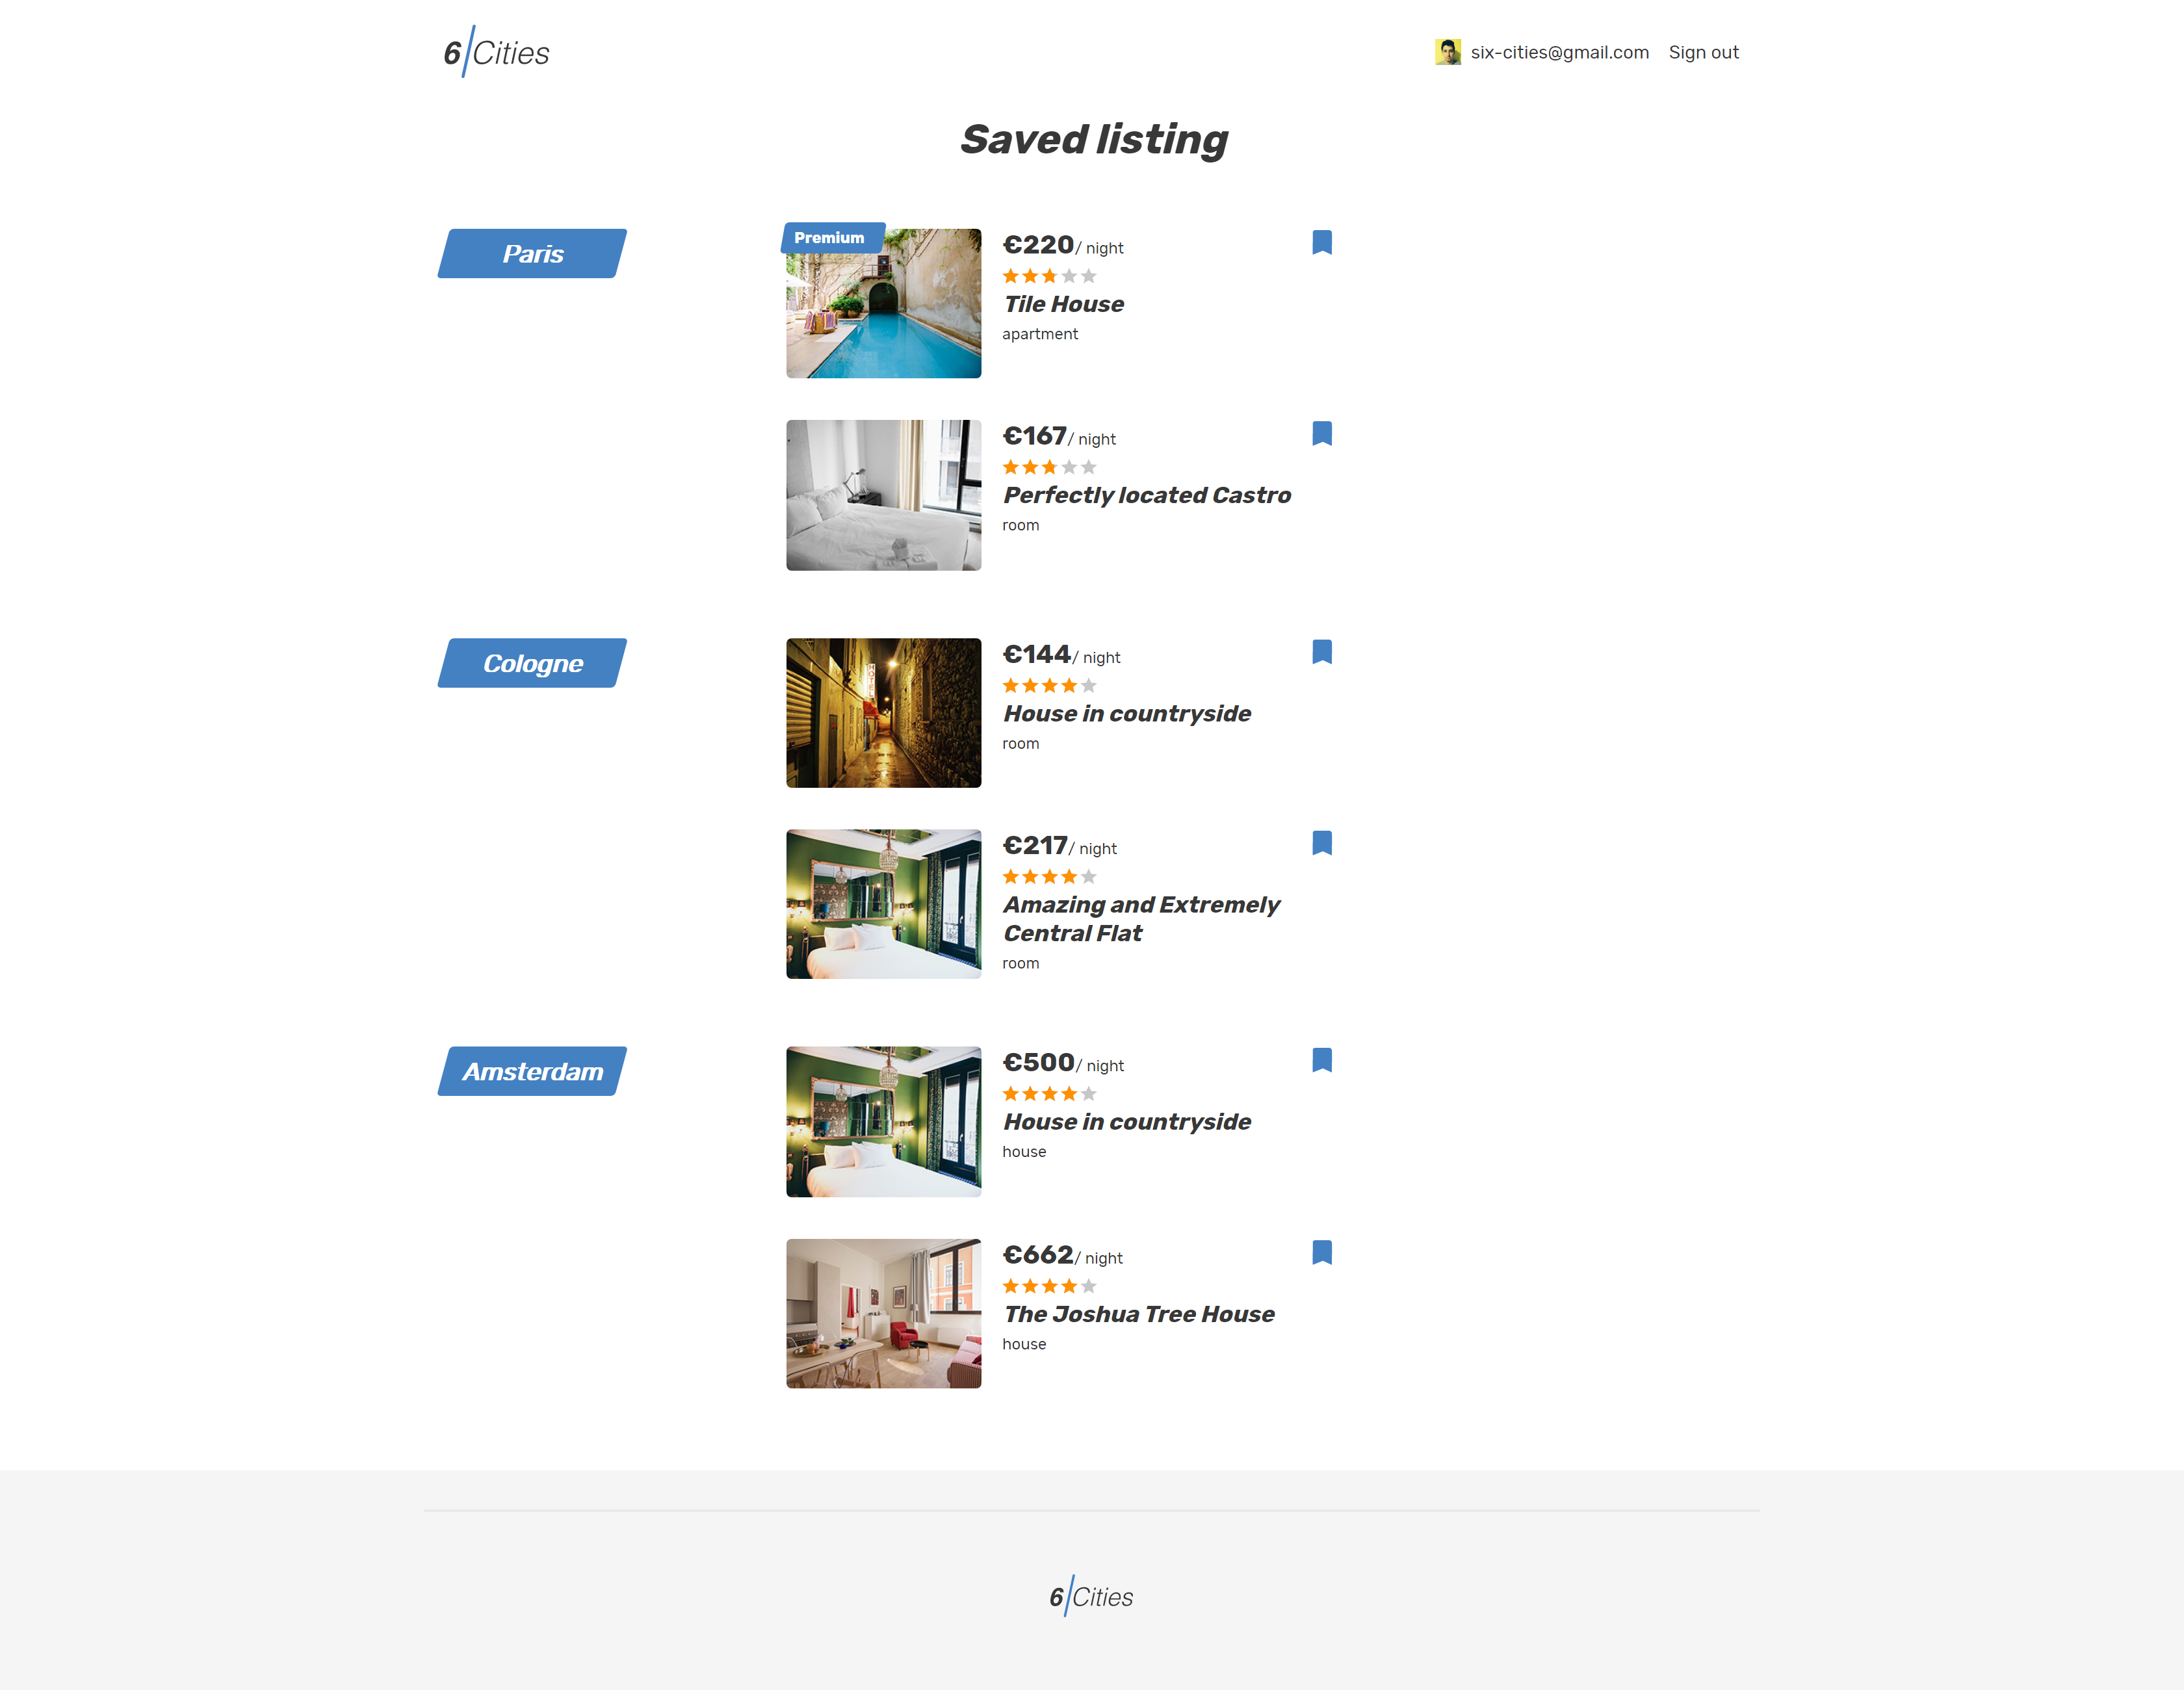 6 Cities
six-cities@gmail.com Sign out
Saved listing
Paris
Premium
€220/ night
Tile House
apartment
€167/ night
Perfectly located Castro
room
Cologne
HOTEL
€144/ night
House in countryside
room
€217/ night
Amazing and Extremely
Central Flat
room
Amsterdam
€500/ night
House in countryside
house
€662/ night
The Joshua Tree House
house
6 Cities